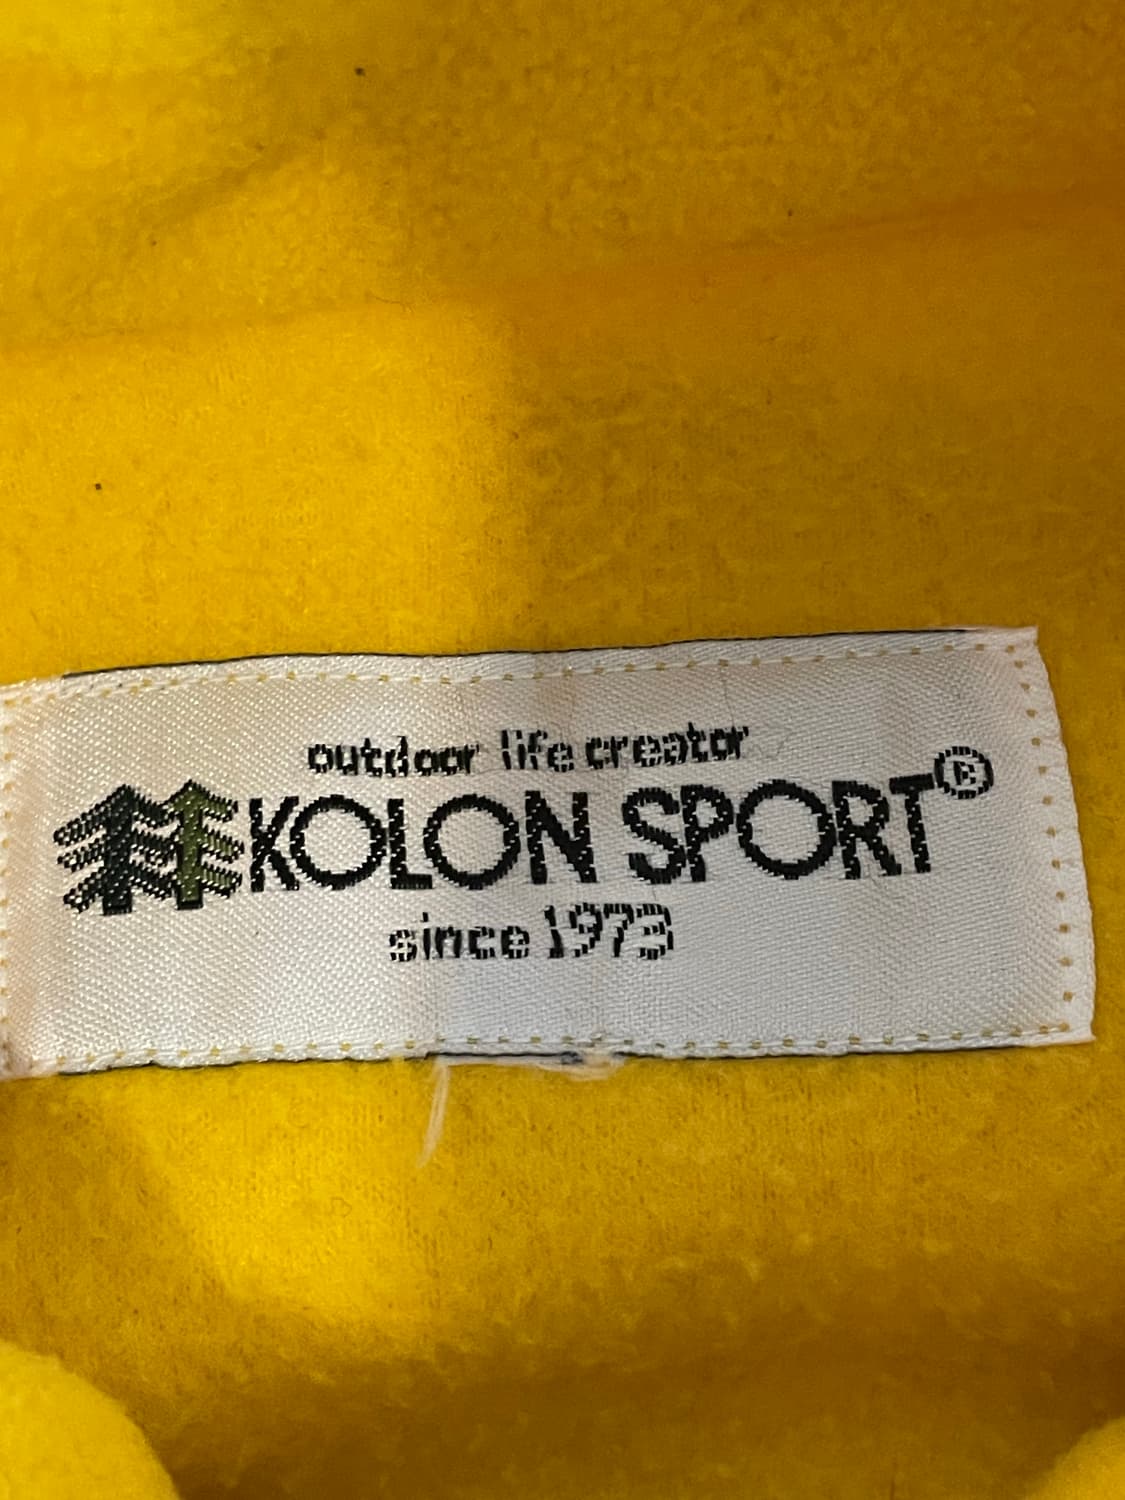 outdoor life creator
KOLON SPORT®
since 1973